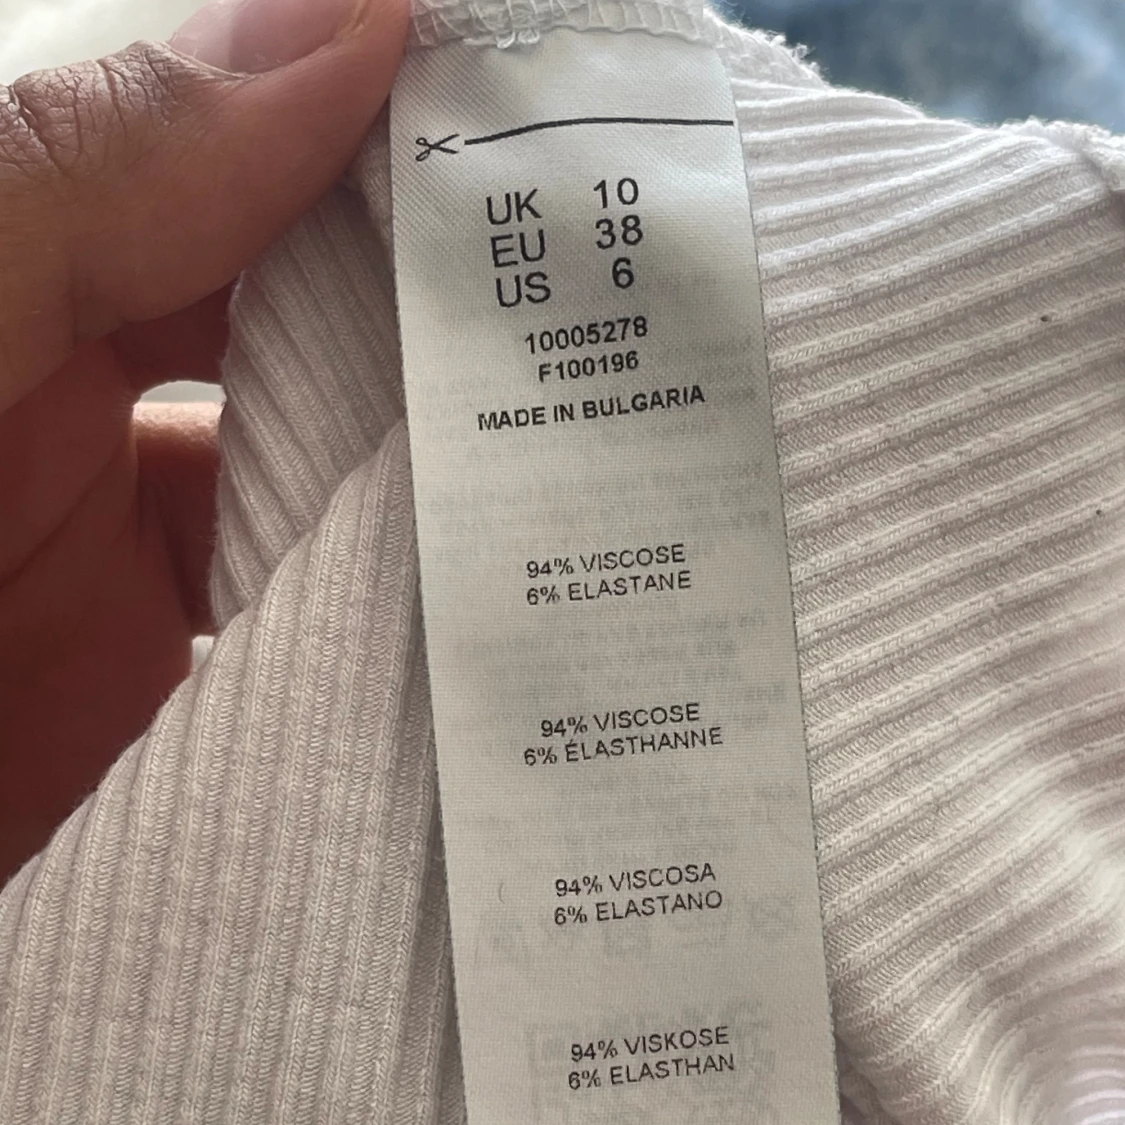 UK 10
EU 38
US 6
10005278
F100196
MADE IN BULGARIA
94% VISCOSE
6% ELASTANE
94% VISCOSE
6% ÉLASTHANNE
94% VISCOSA
6% ELASTANO
94% VISKOSE
6% ELASTHAN